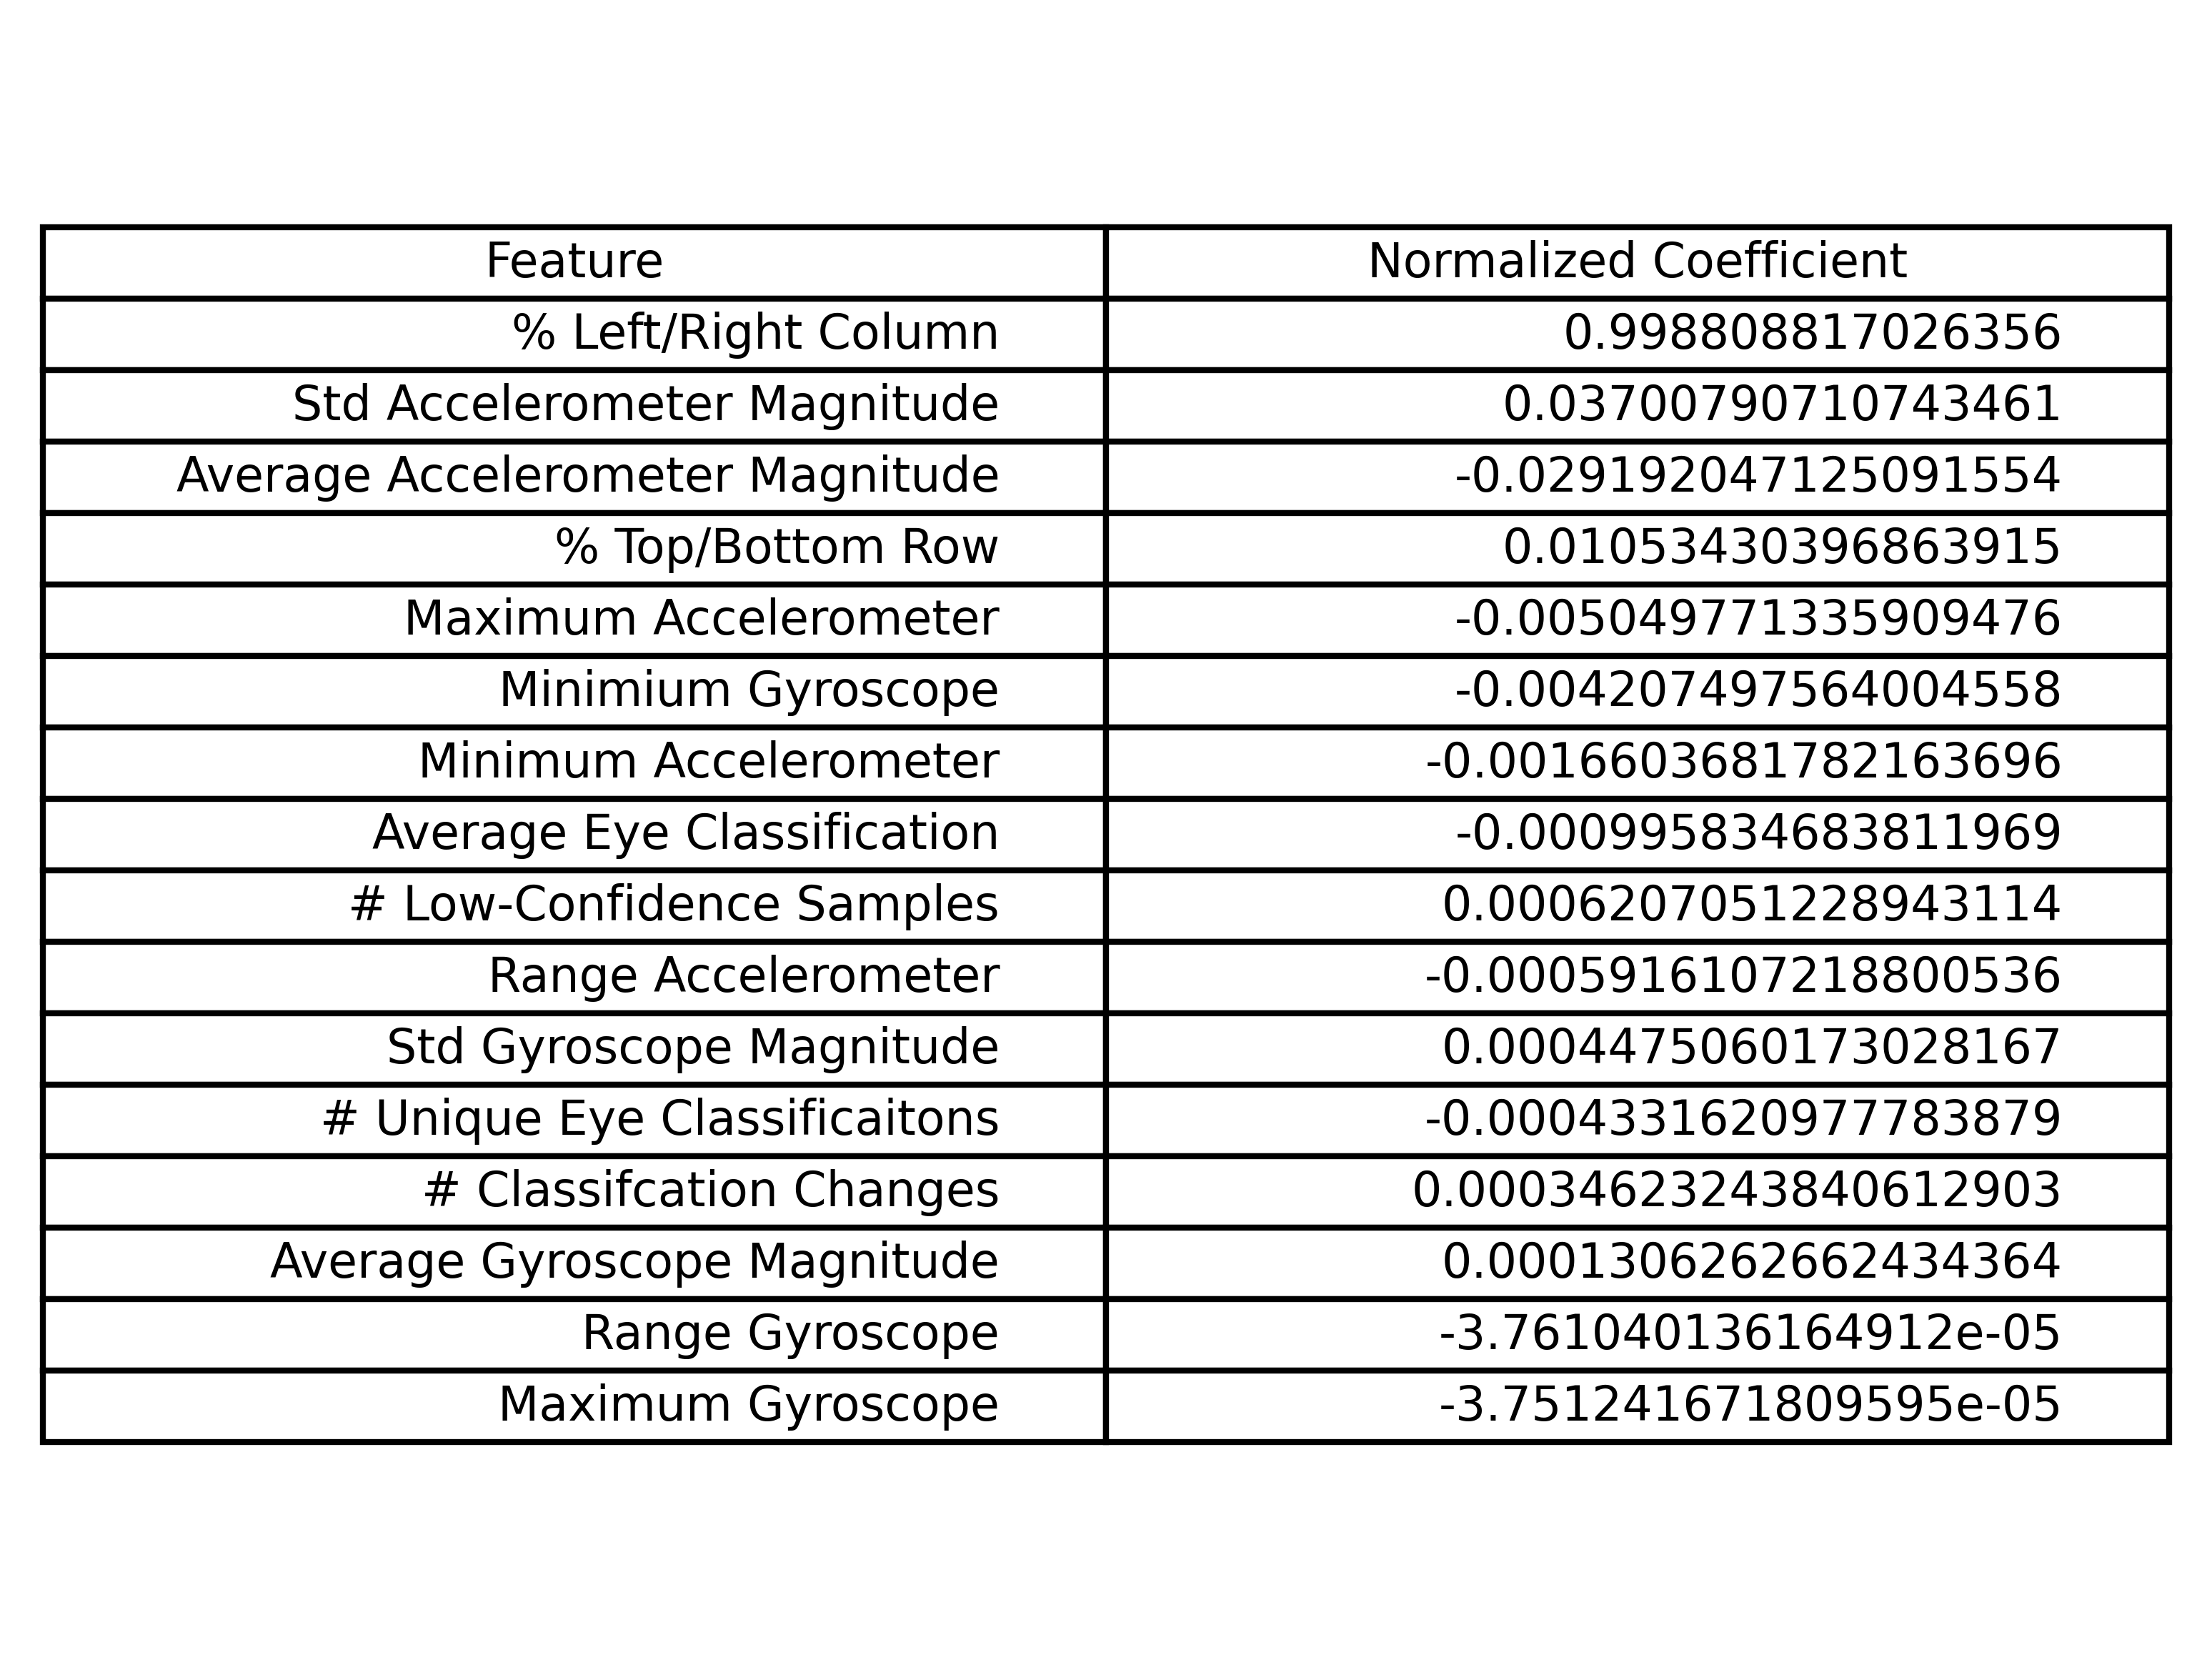 Feature Normalized Coefficient
% Left/Right Column 0.998808817026356
Std Accelerometer Magnitude 0.03700790710743461
Average Accelerometer Magnitude -0.029192047125091554
% Top/Bottom Row 0.01053430396863915
Maximum Accelerometer -0.005049771335909476
Minimium Gyroscope -0.004207497564004558
Minimum Accelerometer -0.0016603681782163696
Average Eye Classification -0.000995834683811969
# Low-Confidence Samples 0.0006207051228943114
Range Accelerometer -0.0005916107218800536
Std Gyroscope Magnitude 0.0004475060173028167
# Unique Eye Classificaitons -0.0004331620977783879
# Classifcation Changes 0.00034623243840612903
Average Gyroscope Magnitude 0.0001306262662434364
Range Gyroscope -3.761040136164912e-05
Maximum Gyroscope -3.751241671809595e-05